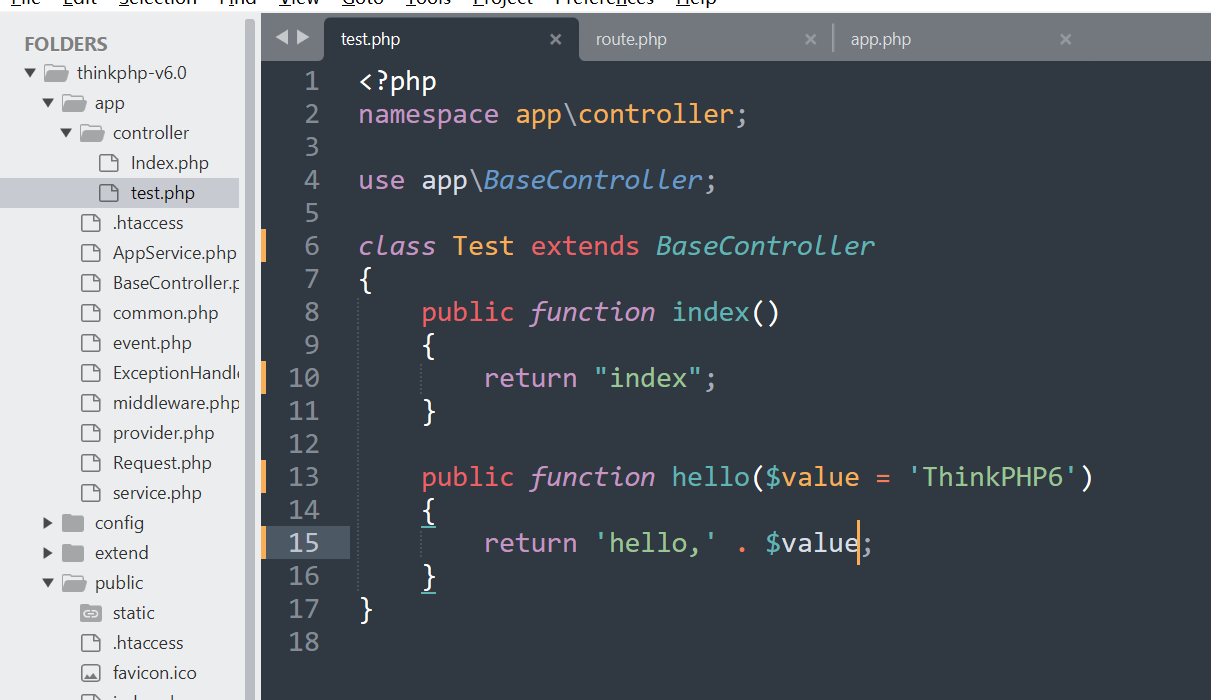 File Edit Selection Find View Goto Tools Project Preferences Help
FOLDERS
thinkphp-v6.0
app
controller
Index.php
test.php
.htaccess
AppService.php
BaseController.p
common.php
event.php
ExceptionHandle
middleware.php
provider.php
Request.php
service.php
config
extend
public
static
.htaccess
favicon.ico
test.php
route.php
app.php
1 <?php
2 namespace app\controller;
3
4 use app\BaseController;
5
6 class Test extends BaseController
7 {
8     public function index()
9     {
10         return "index";
11     }
12
13     public function hello($value = 'ThinkPHP6')
14     {
15         return 'hello,' . $value;
16     }
17 }
18